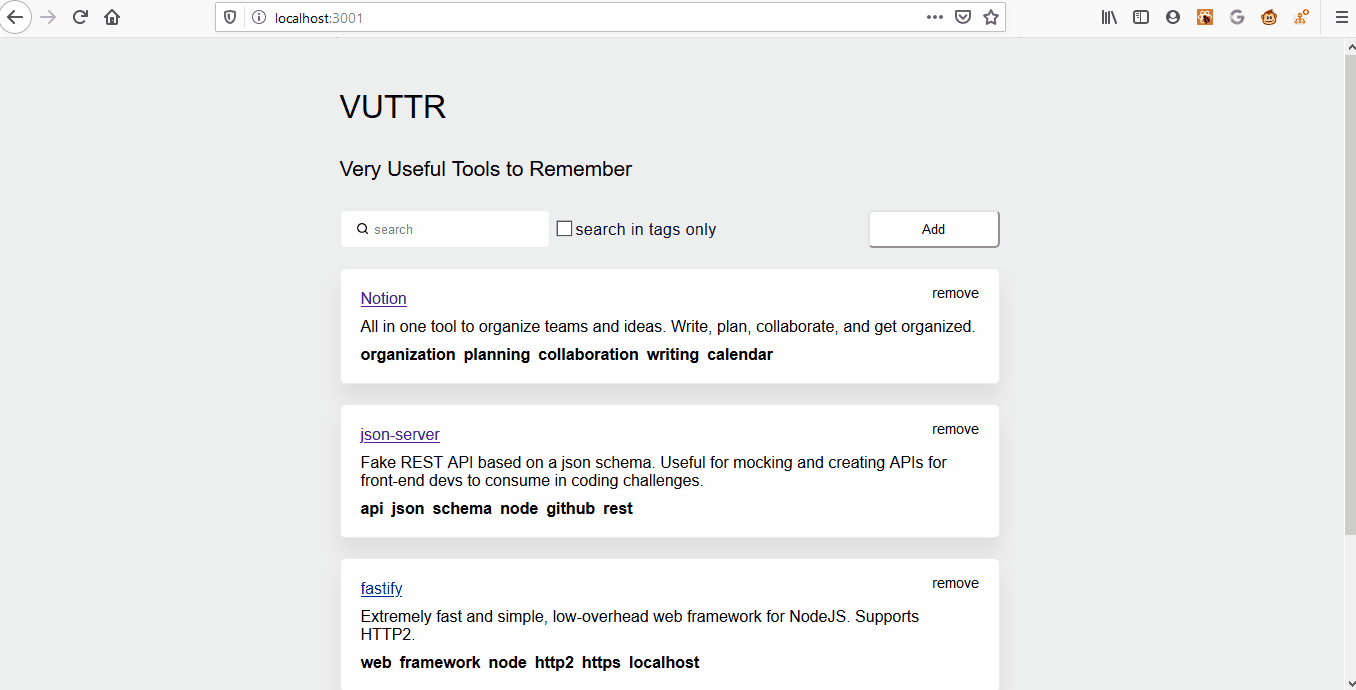 localhost:3001
VUTTR
Very Useful Tools to Remember
search
search in tags only
Add
Notion
remove
All in one tool to organize teams and ideas. Write, plan, collaborate, and get organized.
organization planning collaboration writing calendar
json-server
remove
Fake REST API based on a json schema. Useful for mocking and creating APIs for
front-end devs to consume in coding challenges.
api json schema node github rest
fastify
remove
Extremely fast and simple, low-overhead web framework for NodeJS. Supports
HTTP2.
web framework node http2 https localhost